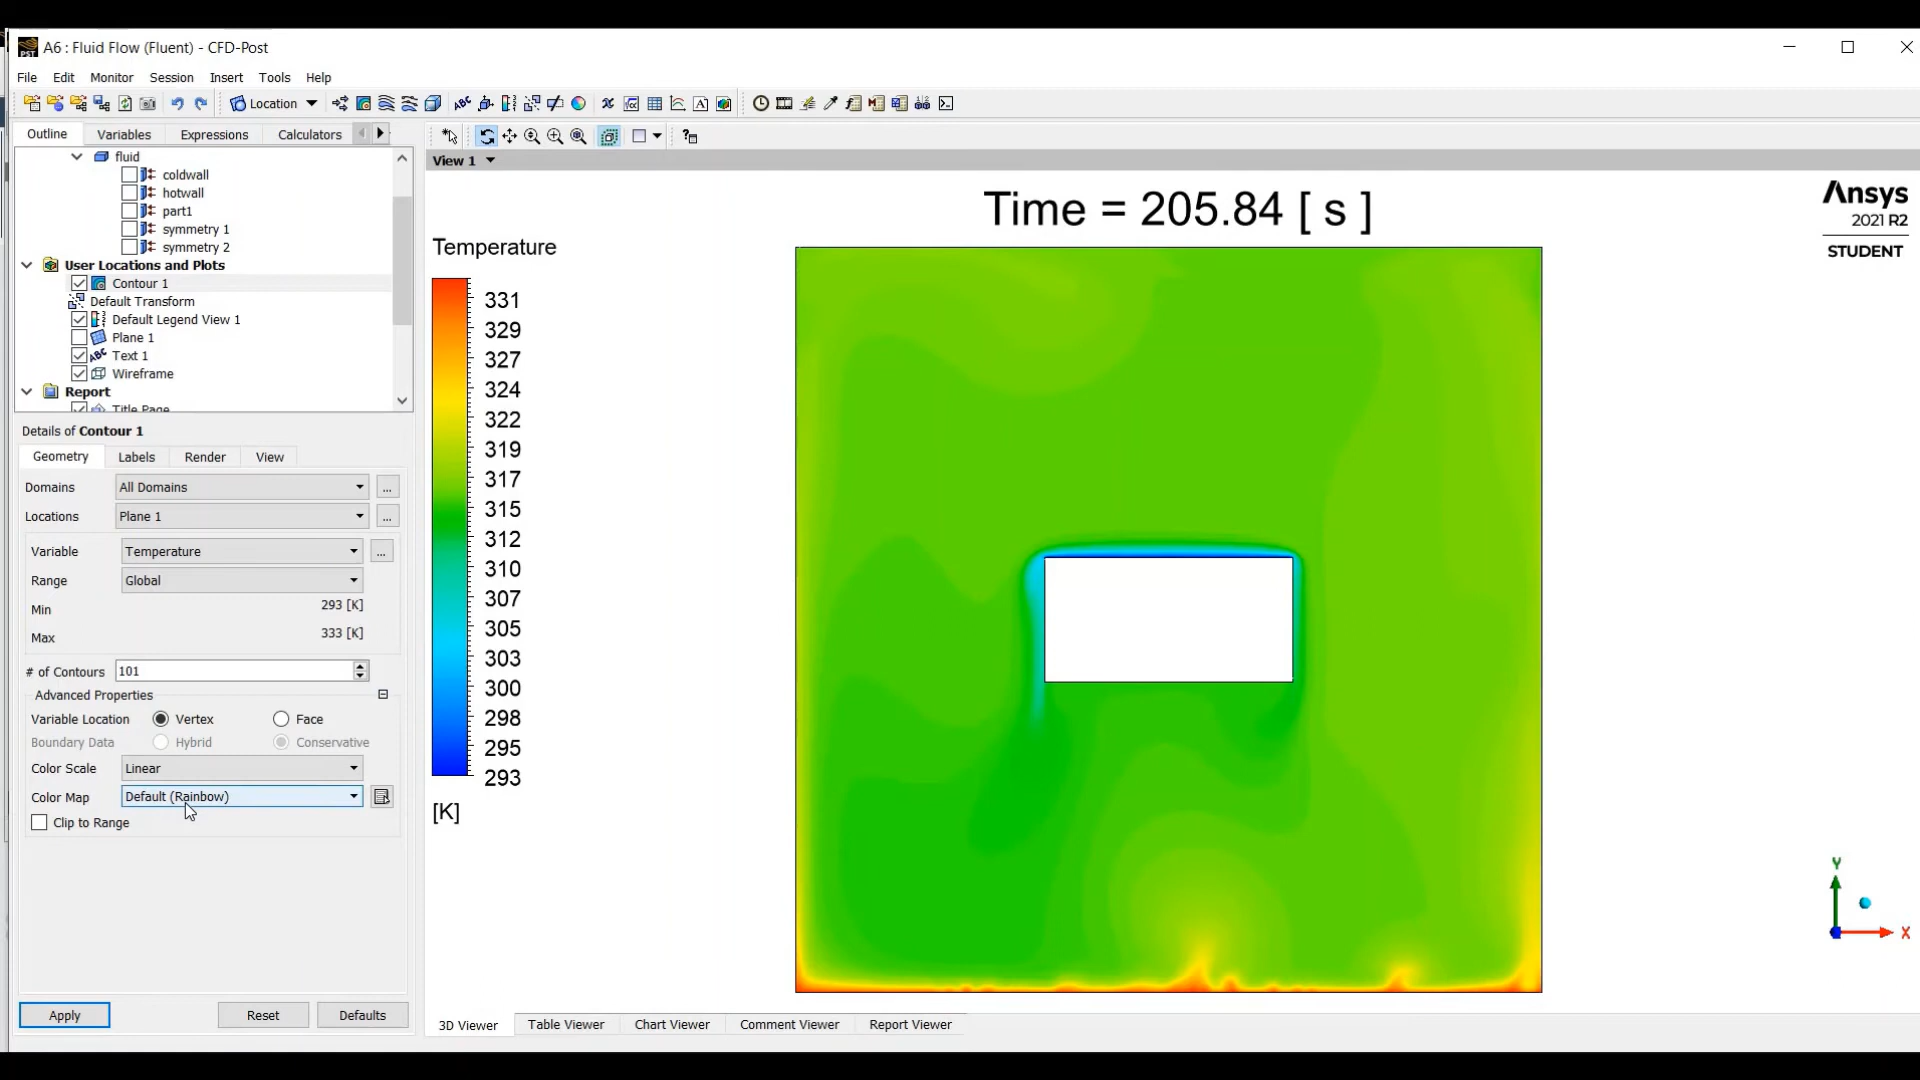 A6 : Fluid Flow (Fluent) - CFD-Post
File Edit Monitor Session Insert Tools Help
Location
Outline Variables Expressions Calculators
View 1
fluid
coldwall
hotwall
part1
symmetry 1
symmetry 2
User Locations and Plots
Contour 1
Default Transform
Default Legend View 1
Plane 1
Text 1
Wireframe
Report
Title Page
Details of Contour 1
Geometry Labels Render View
Domains All Domains ...
Locations Plane 1 ...
Variable Temperature ...
Range Global
Min 293 [K]
Max 333 [K]
# of Contours 101
Advanced Properties
Variable Location Vertex Face
Boundary Data Hybrid Conservative
Color Scale Linear
Color Map Default (Rainbow)
Clip to Range
Apply Reset Defaults
Time = 205.84 [ s ]
Temperature
331
329
327
324
322
319
317
315
312
310
307
305
303
300
298
295
293
[K]
Ansys
2021 R2
STUDENT
Y
X
3D Viewer Table Viewer Chart Viewer Comment Viewer Report Viewer